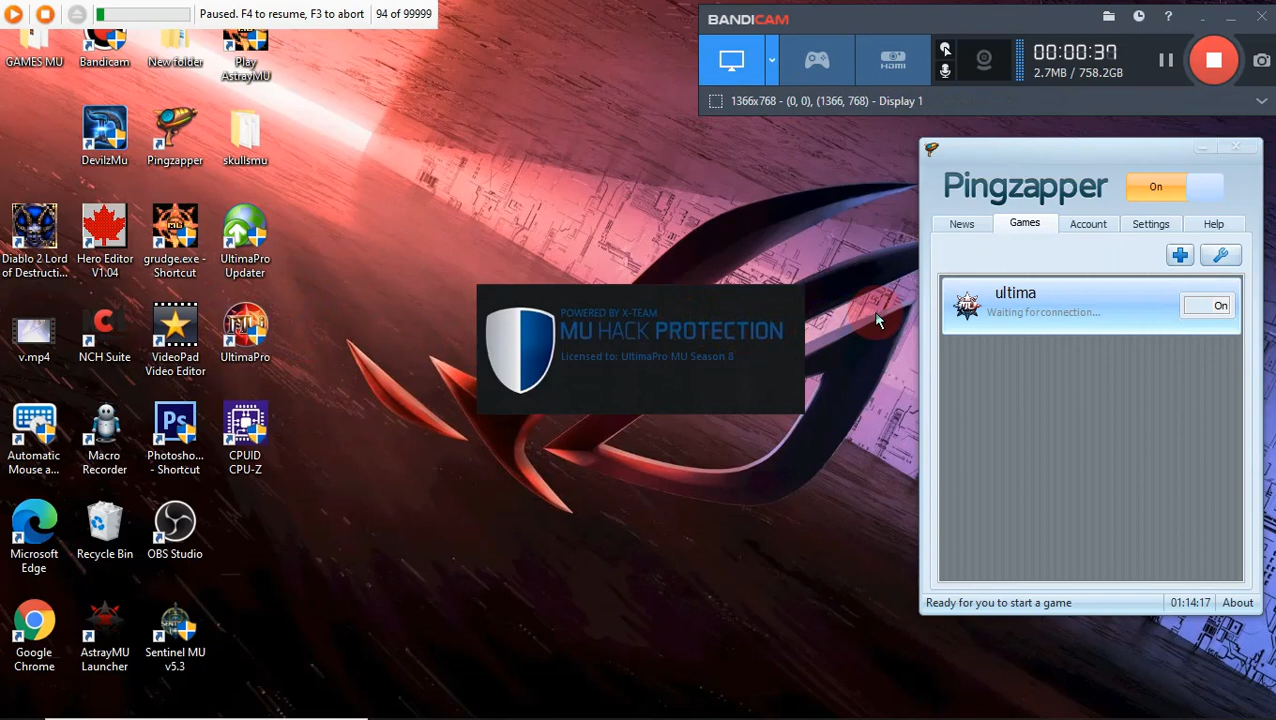 Paused. F4 to resume, F3 to abort
94 of 99999
GAMES MU
Bandicam
New folder
Play
AstrayMU
DevilzMu
Pingzapper
skullsmu
Diablo 2 Lord
of Destructi...
Hero Editor
V1:04
grudge.exe -
Shortcut
UltimaPro
Updater
v.mp4
NCH Suite
VideoPad
Video Editor
UltimaPro
Automatic
Mouse a...
Macro
Recorder
Photosho...
- Shortcut
CPUID
CPU-Z
Microsoft
Edge
Recycle Bin
OBS Studio
Google
Chrome
AstrayMU
Launcher
Sentinel MU
v5.3
POWERED BY X-TEAM
MU HACK PROTECTION
Licensed to: UltimaPro MU Season 8
BANDICAM
HDMI
00:00:37
2.7MB / 758.2GB
1366x768 - (0, 0), (1366, 768) - Display 1
Pingzapper
On
News
Games
Account
Settings
Help
ultima
Waiting for connection...
On
Ready for you to start a game
01:14:17
About